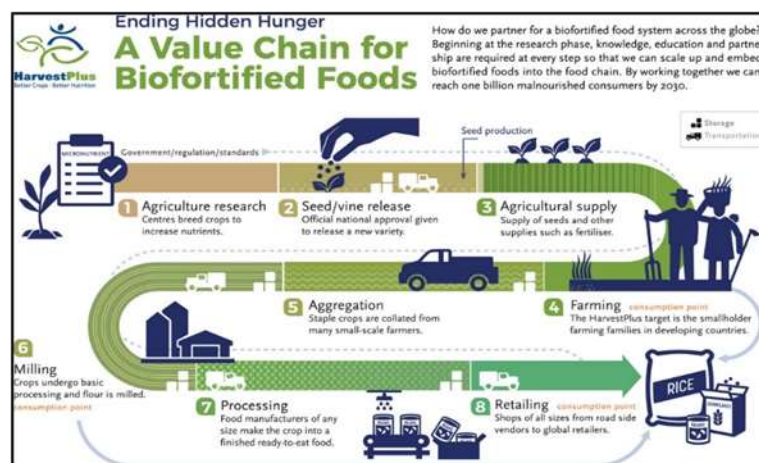 Ending Hidden Hunger
A Value Chain for
Biofortified Foods
HarvestPlus
Better Crops · Better Nutrition
How do we partner for a biofortified food system across the globe?
Beginning at the research phase, knowledge, education and partner
ship are required at every step so that we can scale up and embed
biofortified foods into the food chain. By working together we can
reach one billion malnourished consumers by 2030.
Storage
Transportation
MICRONUTRIENT
Government/regulation/standards
Seed production
1 Agriculture research
Centres breed crops to
increase nutrients.
2 Seed/vine release
Official national approval given
to release a new variety.
3 Agricultural supply
Supply of seeds and other
supplies such as fertiliser.
4 Farming consumption point
The HarvestPlus target is the smallholder
farming families in developing countries.
5 Aggregation
Staple crops are collated from
many small-scale farmers.
6
Milling
Crops undergo basic
processing and flour is milled.
consumption point
7 Processing
Food manufacturers of any
size make the crop into a
finished ready-to-eat food.
8 Retailing consumption point
Shops of all sizes from road side
vendors to global retailers.
RICE